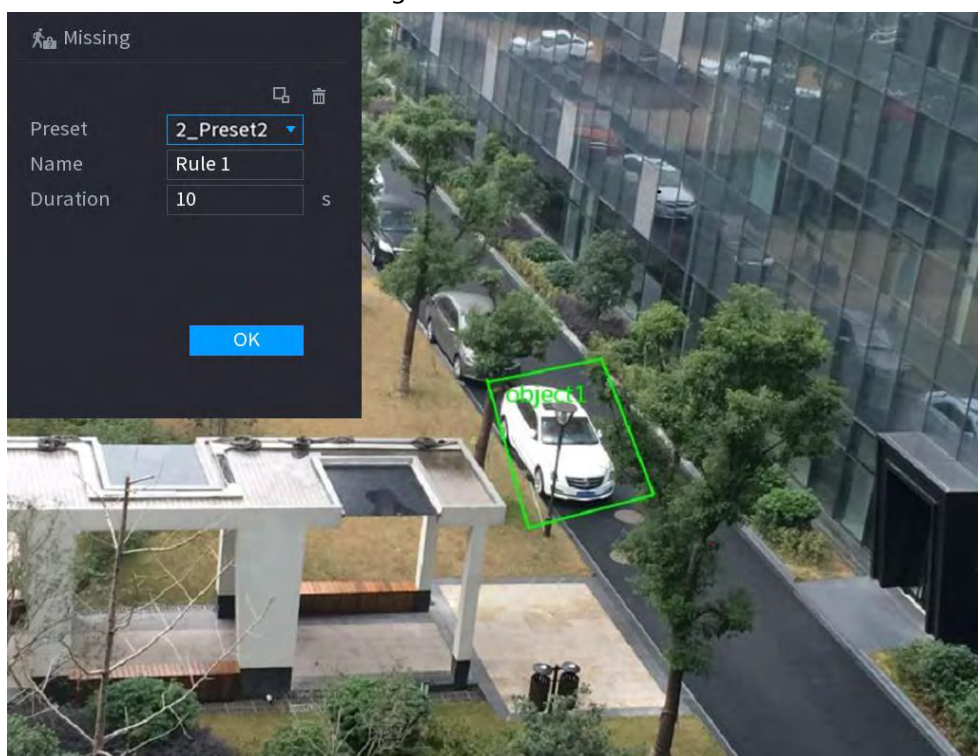 Missing
Preset 2_Preset2
Name Rule 1
Duration 10 s
OK
object1